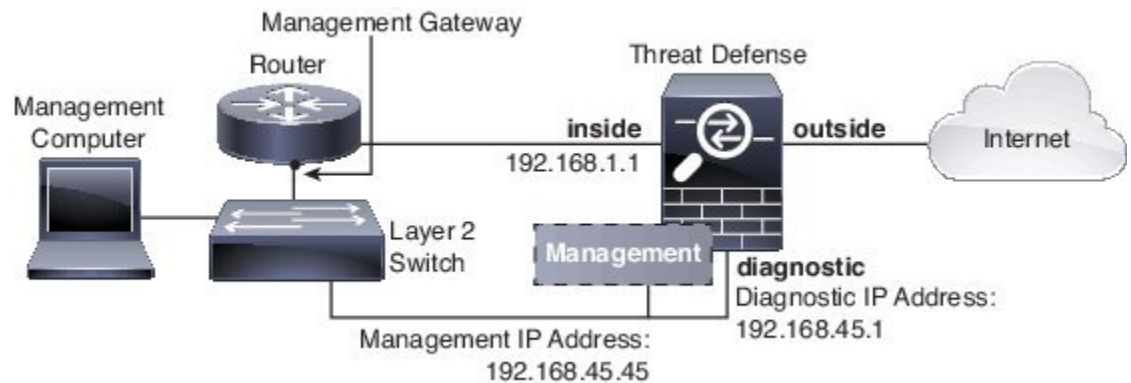 Management Gateway
Router
Threat Defense
Management
Computer
inside
192.168.1.1
outside
Internet
Layer 2
Switch
Management
diagnostic
Diagnostic IP Address:
192.168.45.1
Management IP Address:
192.168.45.45